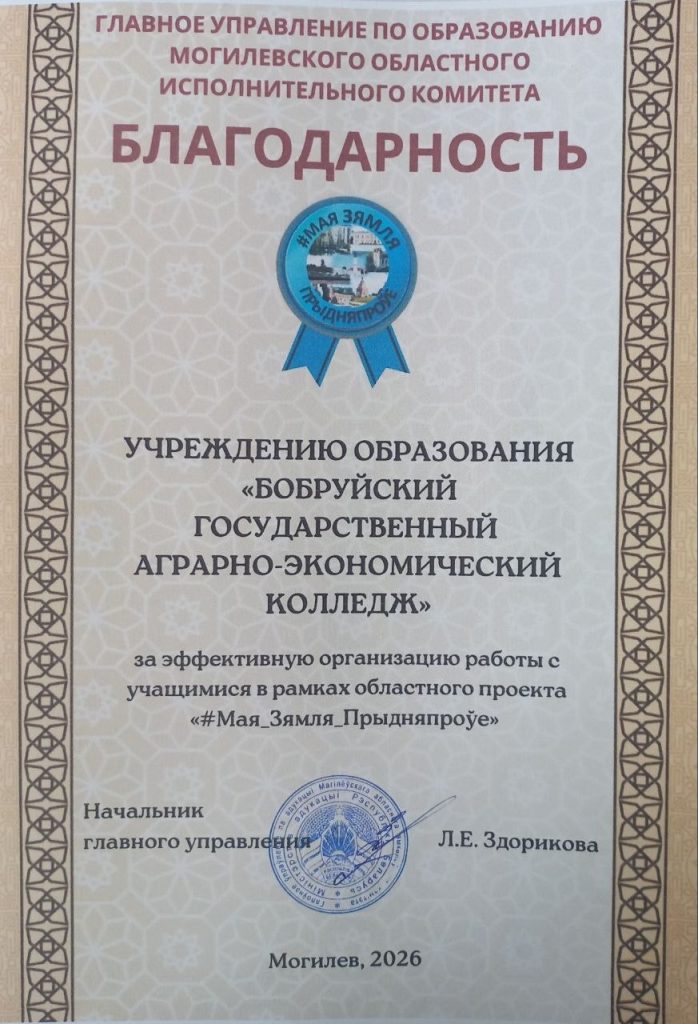 ГЛАВНОЕ УПРАВЛЕНИЕ ПО ОБРАЗОВАНИЮ
МОГИЛЕВСКОГО ОБЛАСТНОГО
ИСПОЛНИТЕЛЬНОГО КОМИТЕТА
БЛАГОДАРНОСТЬ
#МАЯ ЗЯМЛЯ
ПРЫДНЯПРОЎЕ
УЧРЕЖДЕНИЮ ОБРАЗОВАНИЯ
«БОБРУЙСКИЙ
ГОСУДАРСТВЕННЫЙ
АГРАРНО-ЭКОНОМИЧЕСКИЙ
КОЛЛЕДЖ»
за эффективную организацию работы с
учащимися в рамках областного проекта
«#Мая_Зямля_Прыдняпроўе»
Начальник
главного управления
Л.Е. Здорикова
Могилев, 2026